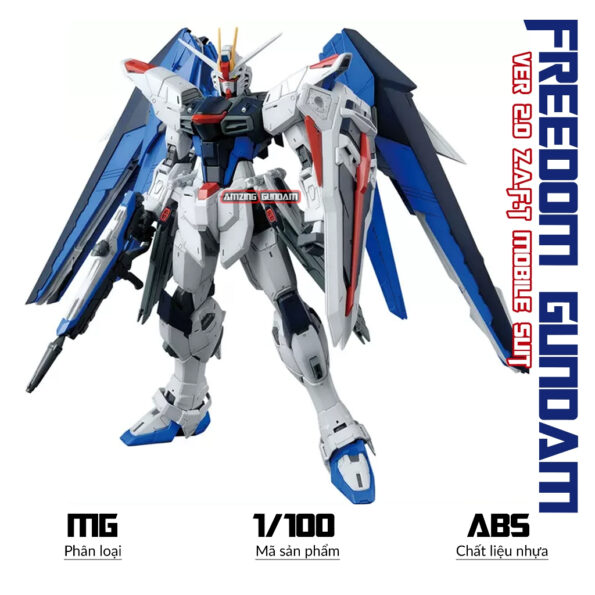 FREEDOM GUNDAM
VER 2.0 Z.A.F.T MOBILE SUIT
AMZING GUNDAM
MG
Phân loại
1/100
Mã sản phẩm
ABS
Chất liệu nhựa